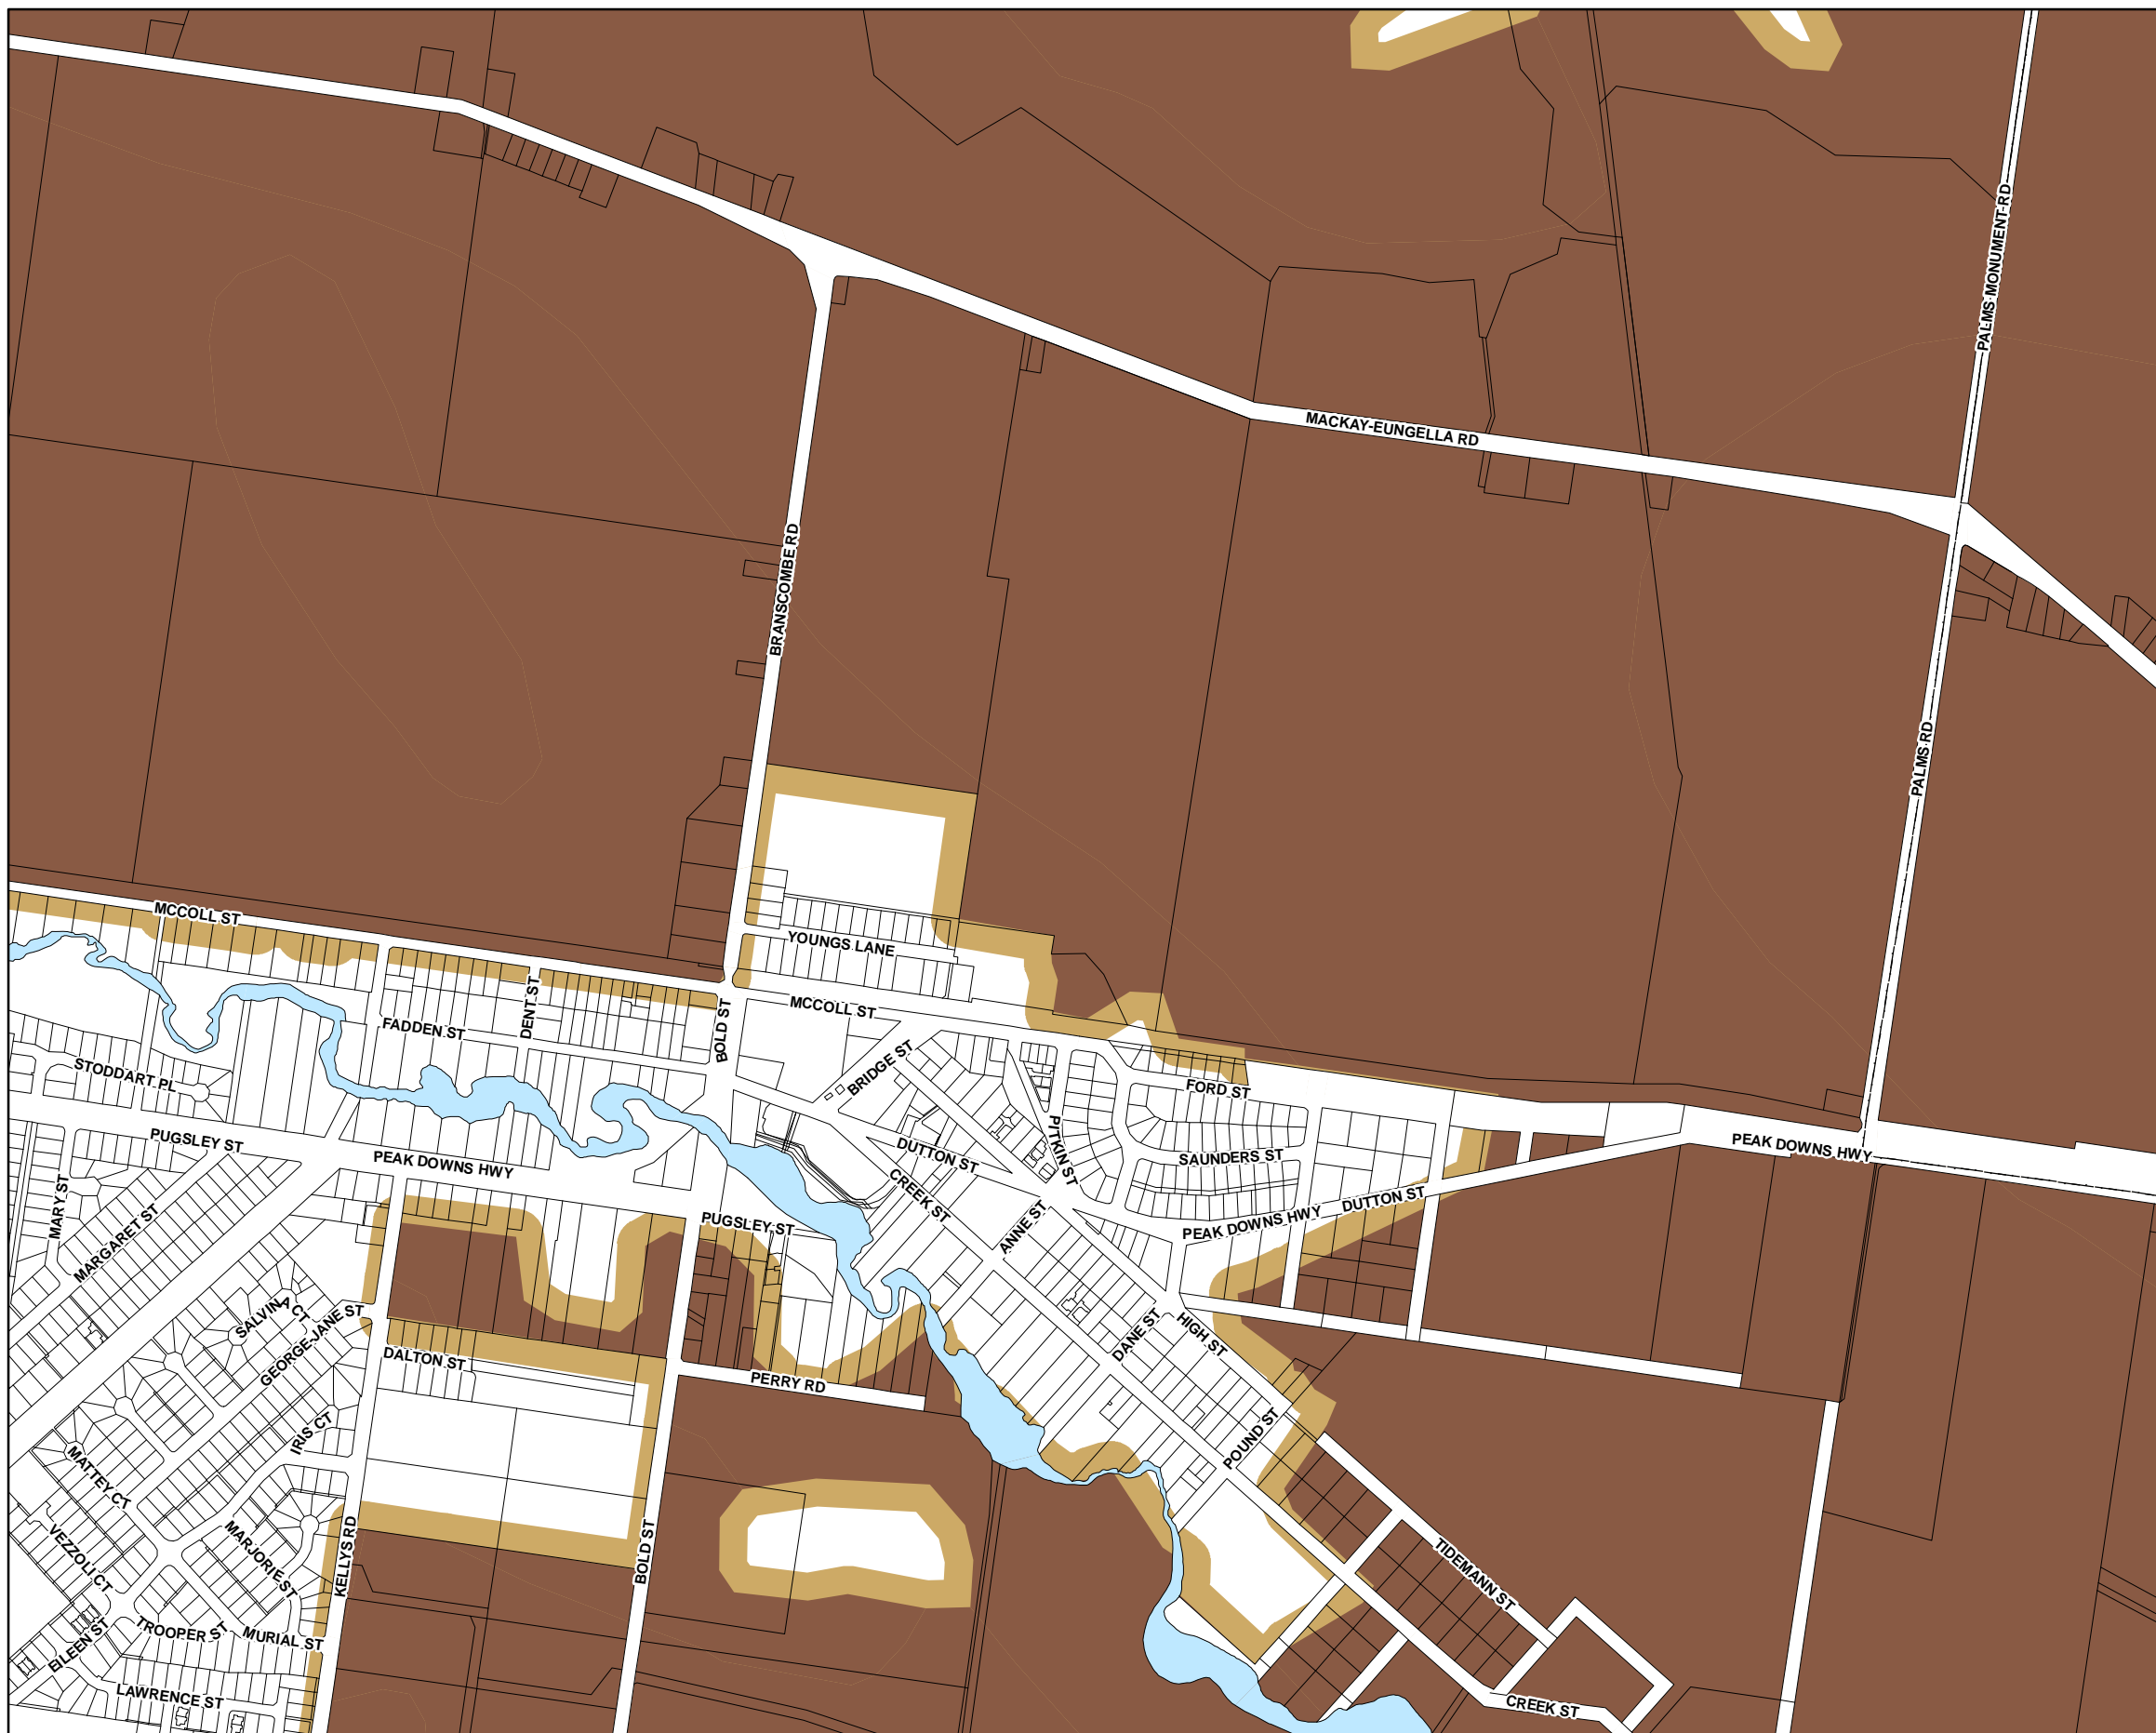 PALMS MONUMENT RD
MACKAY-EUNGELLA RD
BRANSCOMBE RD
PALMS RD
MCCOLL ST
YOUNGS LANE
DENT ST
FADDEN ST
BOLD ST
MCCOLL ST
BRIDGE ST
STODDART PL
FORD ST
PUGSLEY ST
PEAK DOWNS HWY
DUTTON ST
PITKIN ST
SAUNDERS ST
PEAK DOWNS HWY
MARY ST
MARGARET ST
CREEK ST
PUGSLEY ST
ANNE ST
PEAK DOWNS HWY
DUTTON ST
SALVINA CT
GEORGE-JANE ST
DALTON ST
PERRY RD
DANE ST
HIGH ST
IRIS CT
POUND ST
MATTEY CT
VEZZOLI CT
MARJORIE ST
KELLYS RD
BOLD ST
TIDEMANN ST
EILEEN ST
TROOPER ST
MURIAL ST
LAWRENCE ST
CREEK ST